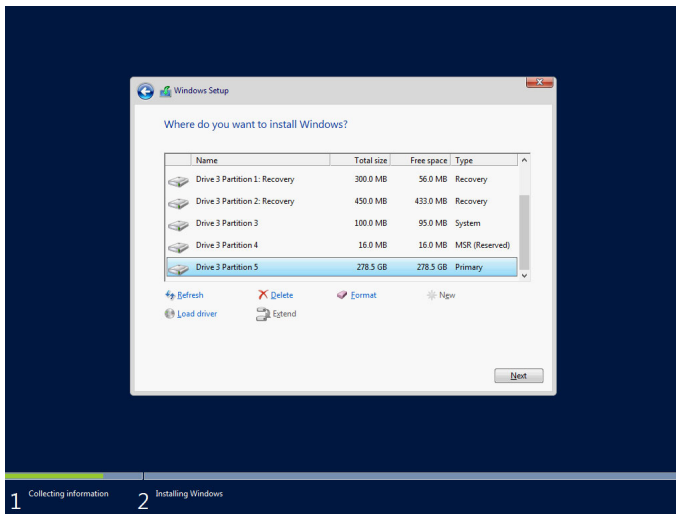 Windows Setup
Where do you want to install Windows?
Name Total size Free space Type
Drive 3 Partition 1: Recovery 300.0 MB 56.0 MB Recovery
Drive 3 Partition 2: Recovery 450.0 MB 433.0 MB Recovery
Drive 3 Partition 3 100.0 MB 95.0 MB System
Drive 3 Partition 4 16.0 MB 16.0 MB MSR (Reserved)
Drive 3 Partition 5 278.5 GB 278.5 GB Primary
Refresh Delete Format New
Load driver Extend
Next
1 Collecting information 2 Installing Windows